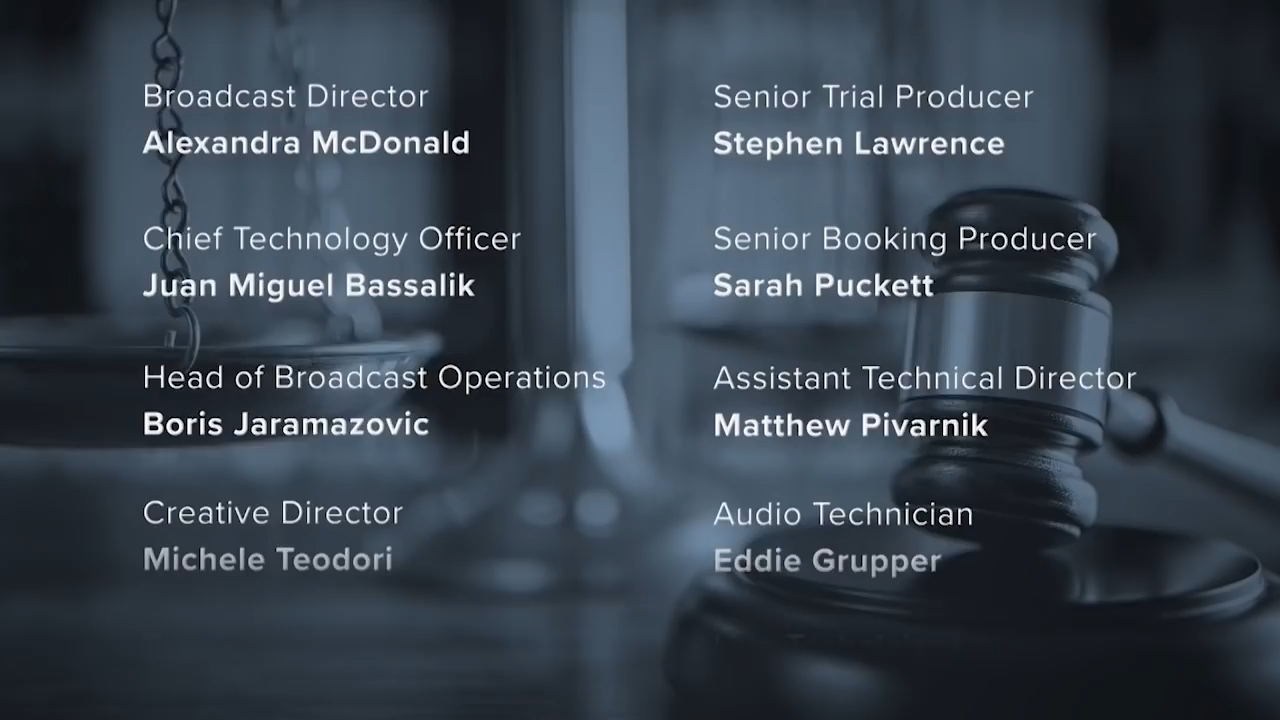 Broadcast Director
Alexandra McDonald
Chief Technology Officer
Juan Miguel Bassalik
Head of Broadcast Operations
Boris Jaramazovic
Creative Director
Michele Teodori
Senior Trial Producer
Stephen Lawrence
Senior Booking Producer
Sarah Puckett
Assistant Technical Director
Matthew Pivarnik
Audio Technician
Eddie Grupper